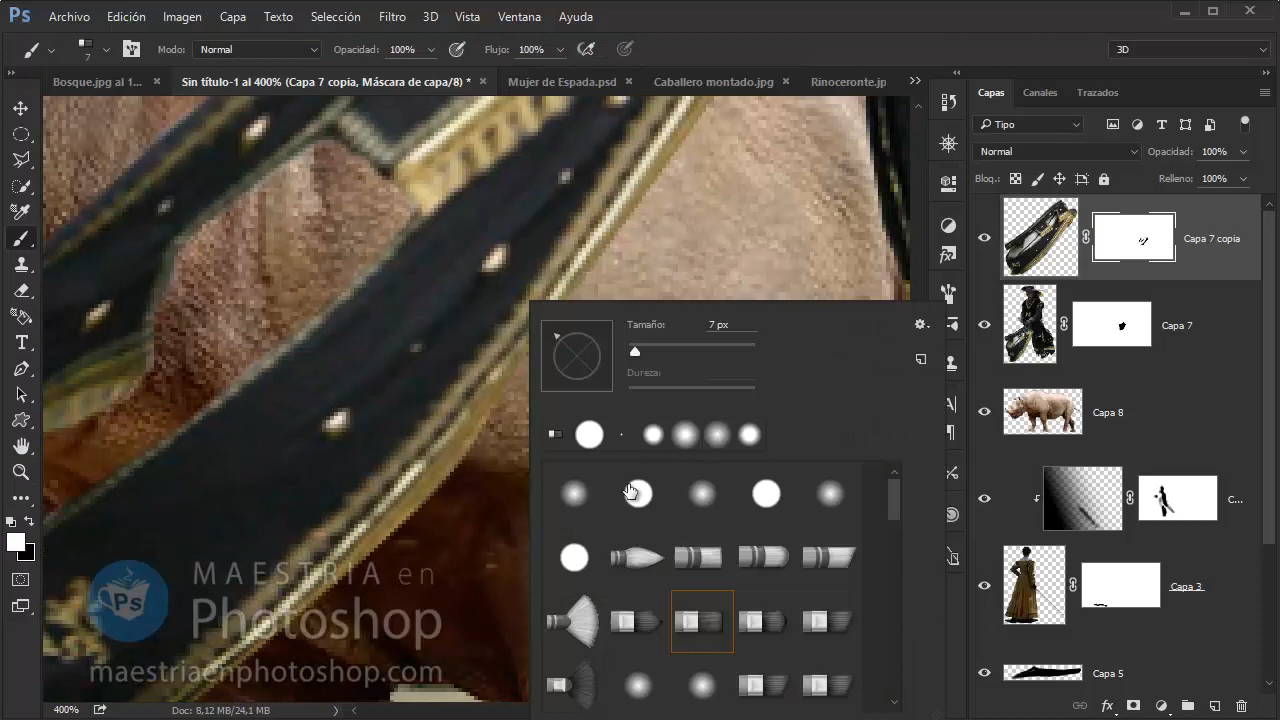 Ps Archivo Edición Imagen Capa Texto Selección Filtro 3D Vista Ventana Ayuda
7 Modo: Normal Opacidad: 100% Flujo: 100% 3D
Bosque.jpg al 1... × Sin título-1 al 400% (Capa 7 copia, Máscara de capa/8) * × Mujer de Espada.psd × Caballero montado.jpg × Rinoceronte.jp
Capas Canales Trazados
Tipo
Normal Opacidad: 100%
Bloq.: Relleno: 100%
Capa 7 copia
Capa 7
Capa 8
C...
Capa 3
Capa 5
Tamaño: 7 px
Dureza:
MAESTRIA en
Ps Photoshop
maestriaenphotoshop.com
400% Doc: 8,12 MB/24,1 MB